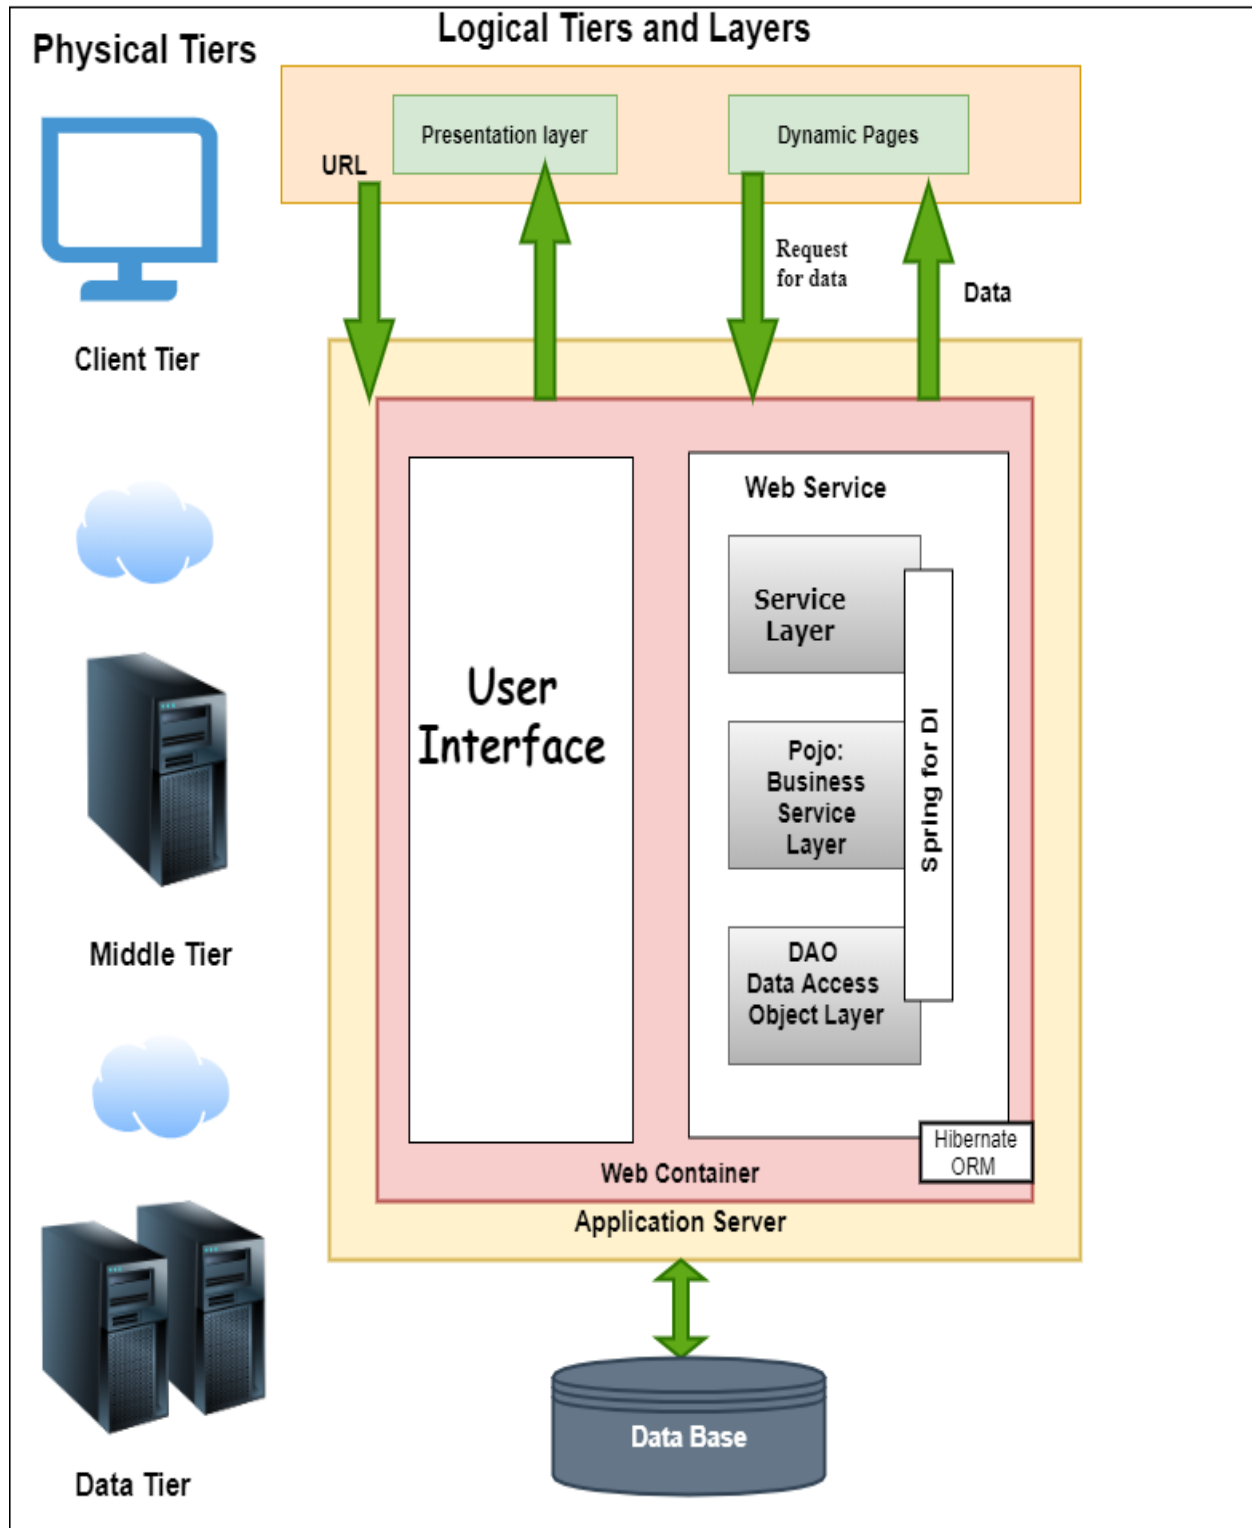 Physical Tiers
Logical Tiers and Layers
Presentation layer
Dynamic Pages
URL
Request
for data
Data
Client Tier
User
Interface
Web Service
Service
Layer
Pojo:
Business
Service
Layer
DAO
Data Access
Object Layer
Spring for DI
Hibernate
ORM
Web Container
Application Server
Middle Tier
Data Base
Data Tier